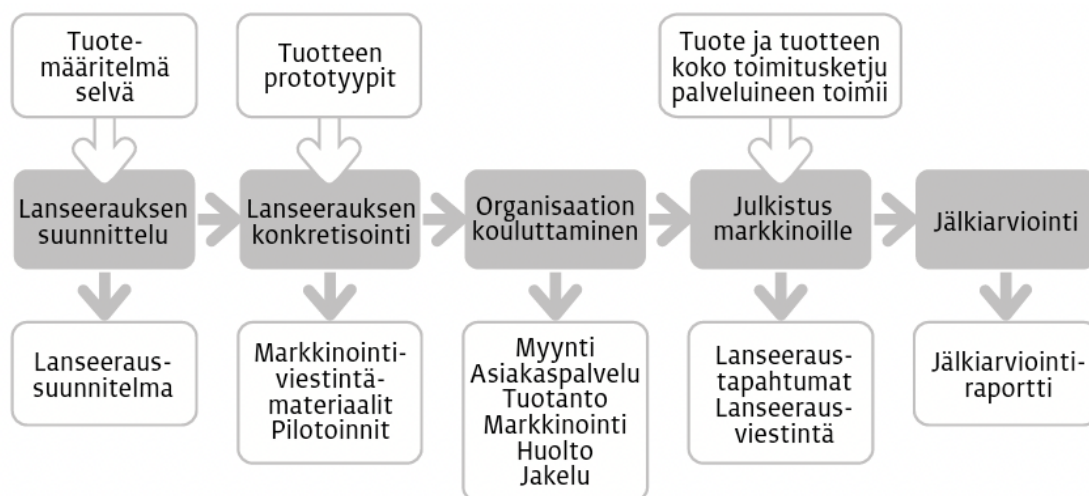 Tuote-
määritelmä
selvä
Tuotteen
prototyypit
Tuote ja tuotteen
koko toimitusketju
palveluineen toimii
Lanseerauksen
suunnittelu
Lanseerauksen
konkretisointi
Organisaation
kouluttaminen
Julkistus
markkinoille
Jälkiarviointi
Lanseeraus-
suunnitelma
Markkinointi-
viestintä-
materiaalit
Pilotoinnit
Myynti
Asiakaspalvelu
Tuotanto
Markkinointi
Huolto
Jakelu
Lanseeraus-
tapahtumat
Lanseeraus-
viestintä
Jälkiarviointi-
raportti